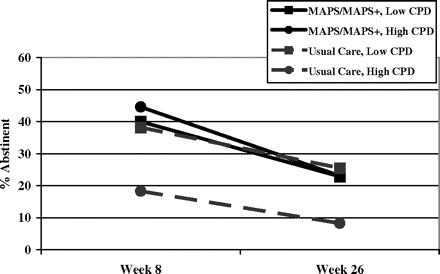 MAPS/MAPS+, Low CPD
MAPS/MAPS+, High CPD
Usual Care, Low CPD
Usual Care, High CPD
60
50
40
30
20
10
0
% Abstinent
Week 8
Week 26